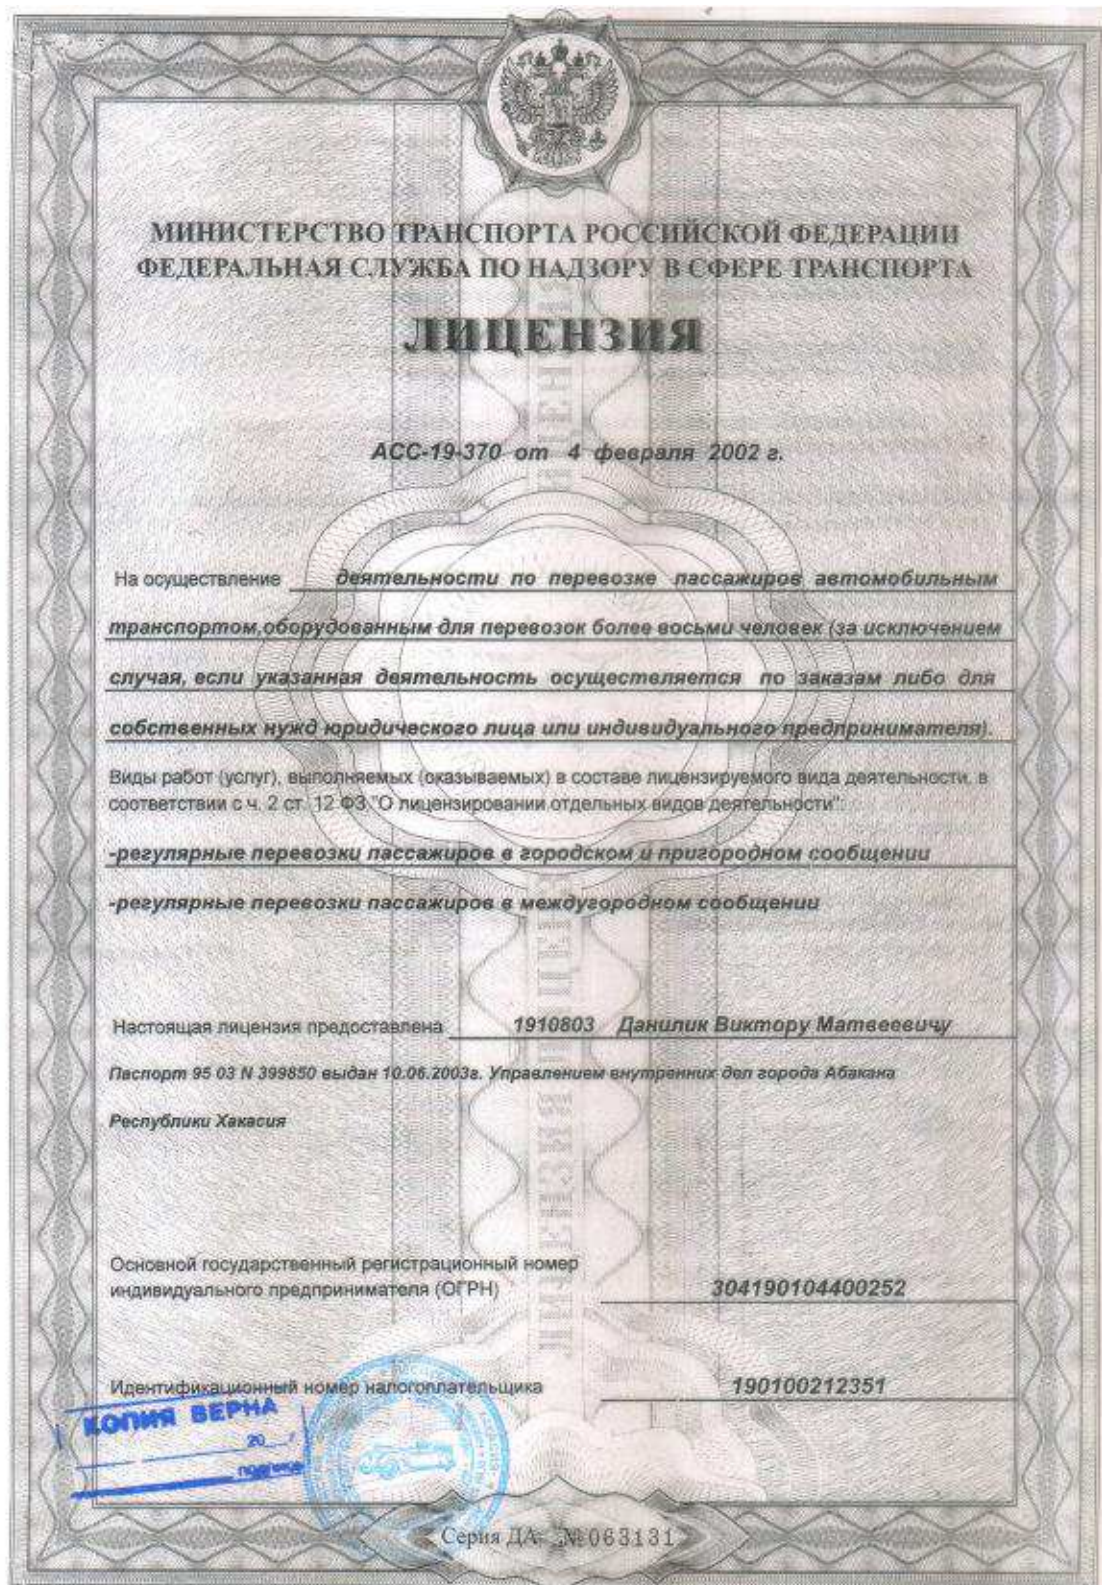 МИНИСТЕРСТВО ТРАНСПОРТА РОССИЙСКОЙ ФЕДЕРАЦИИ
ФЕДЕРАЛЬНАЯ СЛУЖБА ПО НАДЗОРУ В СФЕРЕ ТРАНСПОРТА
ЛИЦЕНЗИЯ
АСС-19-370 от 4 февраля 2002 г.
На осуществление деятельности по перевозке пассажиров автомобильным
транспортом,оборудованным для перевозок более восьми человек (за исключением
случая, если указанная деятельность осуществляется по заказам либо для
собственных нужд юридического лица или индивидуального предпринимателя).
Виды работ (услуг), выполняемых (оказываемых) в составе лицензируемого вида деятельности, в
соответствии с ч. 2 ст. 12 ФЗ "О лицензировании отдельных видов деятельности":
-регулярные перевозки пассажиров в городском и пригородном сообщении
-регулярные перевозки пассажиров в междугородном сообщении
Настоящая лицензия предоставлена 1910803 Данилик Виктору Матвеевичу
Паспорт 95 03 N 399850 выдан 10.06.2003г. Управлением внутренних дел города Абакана
Республики Хакасия
Основной государственный регистрационный номер
индивидуального предпринимателя (ОГРН) 304190104400252
Идентификационный номер налогоплательщика 190100212351
КОПИЯ ВЕРНА
20 г
подпись
Серия ДА № 063131